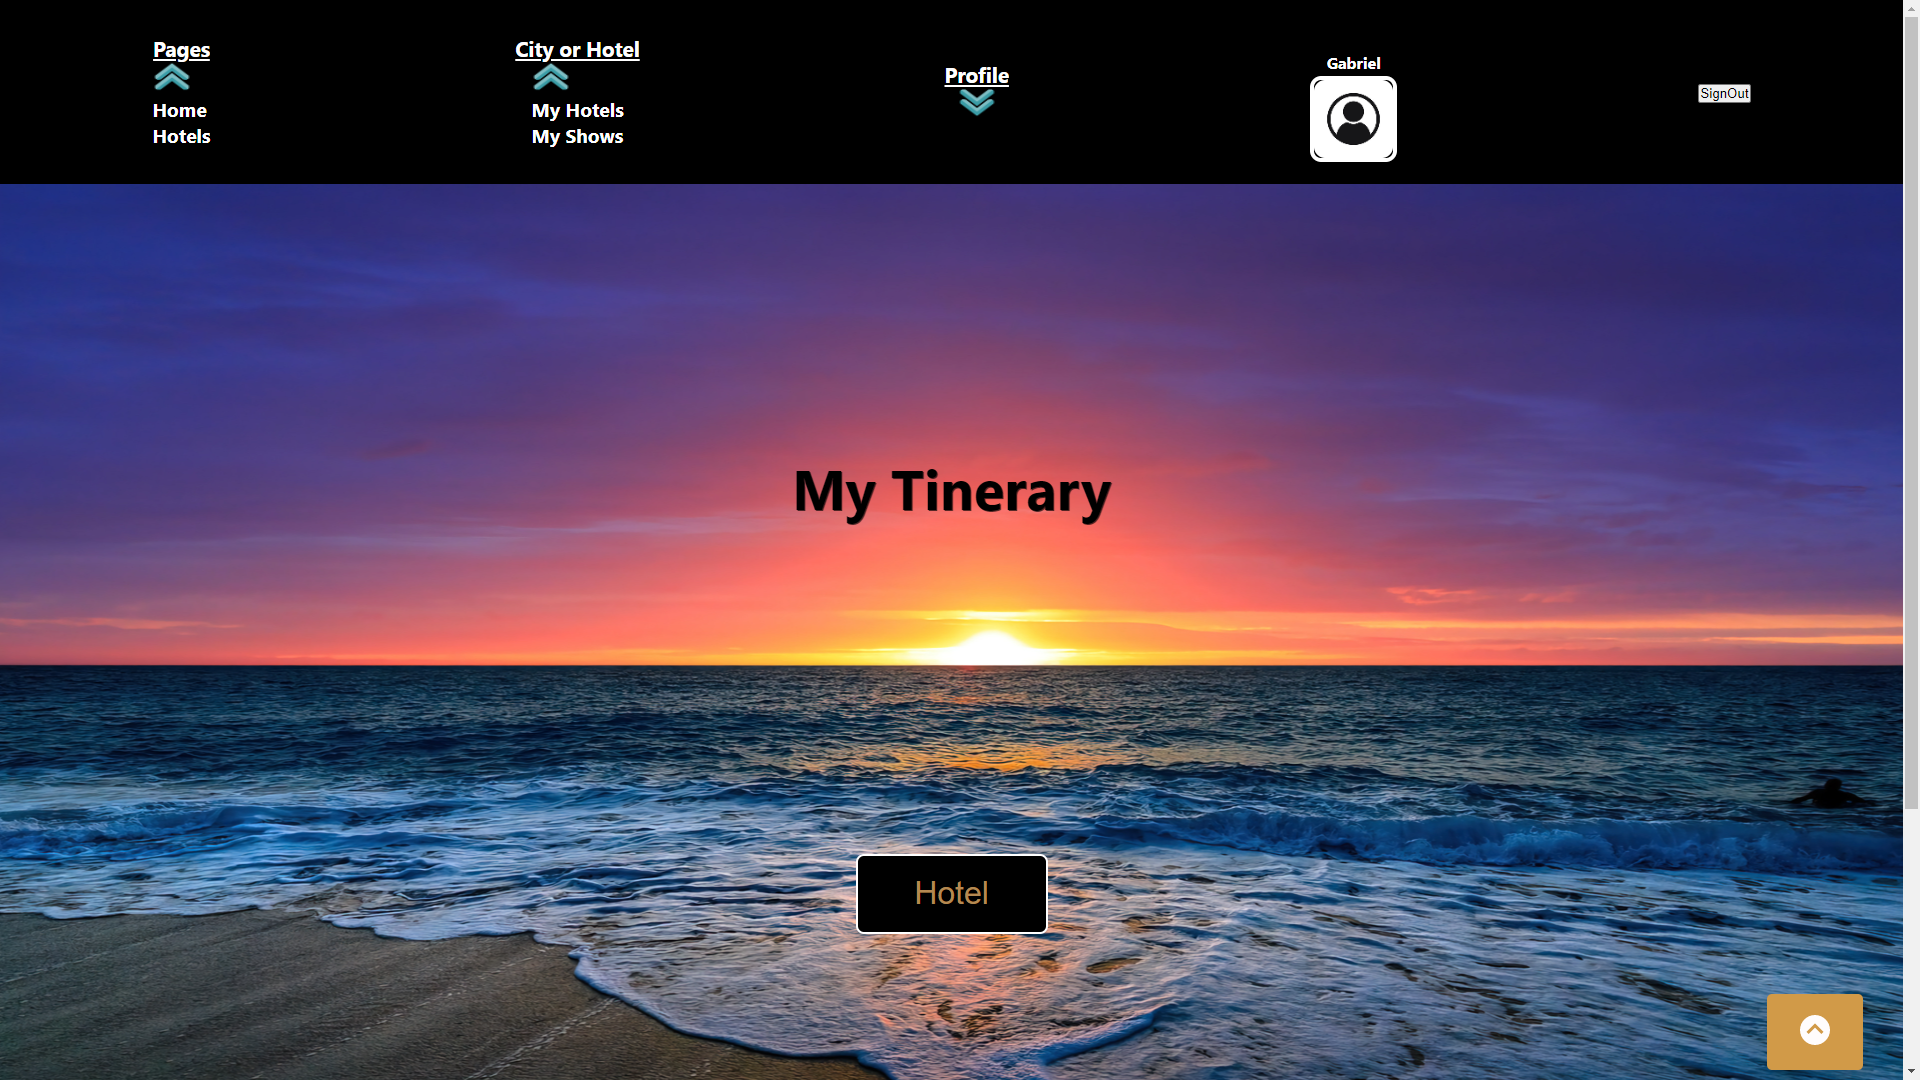 Pages
Home
Hotels
City or Hotel
My Hotels
My Shows
Profile
Gabriel
SignOut
My Tinerary
Hotel